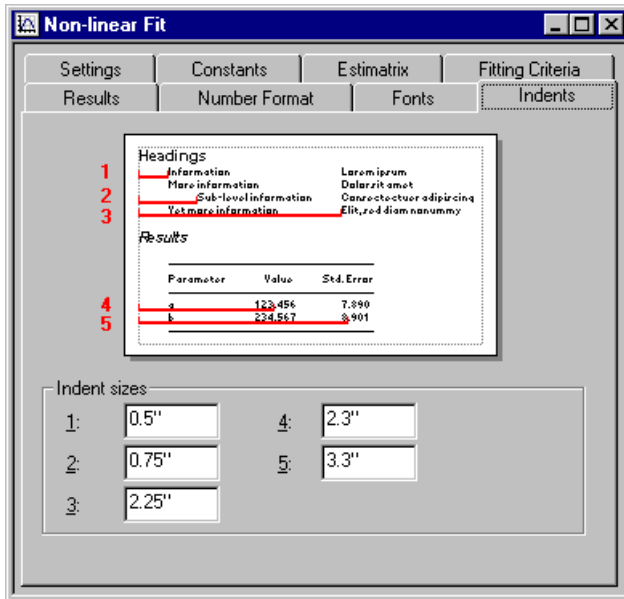 Non-linear Fit
Settings Constants Estimatrix Fitting Criteria
Results Number Format Fonts Indents
Headings
1 Information Lorem ipsum
More information Dolor sit amet
2 Sub-level information Consectectuer adipiscing
3 Yet more information Elit, sed diam nonummy
Results
Parameter Value Std. Error
4 a 123.456 7.890
5 b 234.567 8.901
Indent sizes
1: 0.5" 4: 2.3"
2: 0.75" 5: 3.3"
3: 2.25"